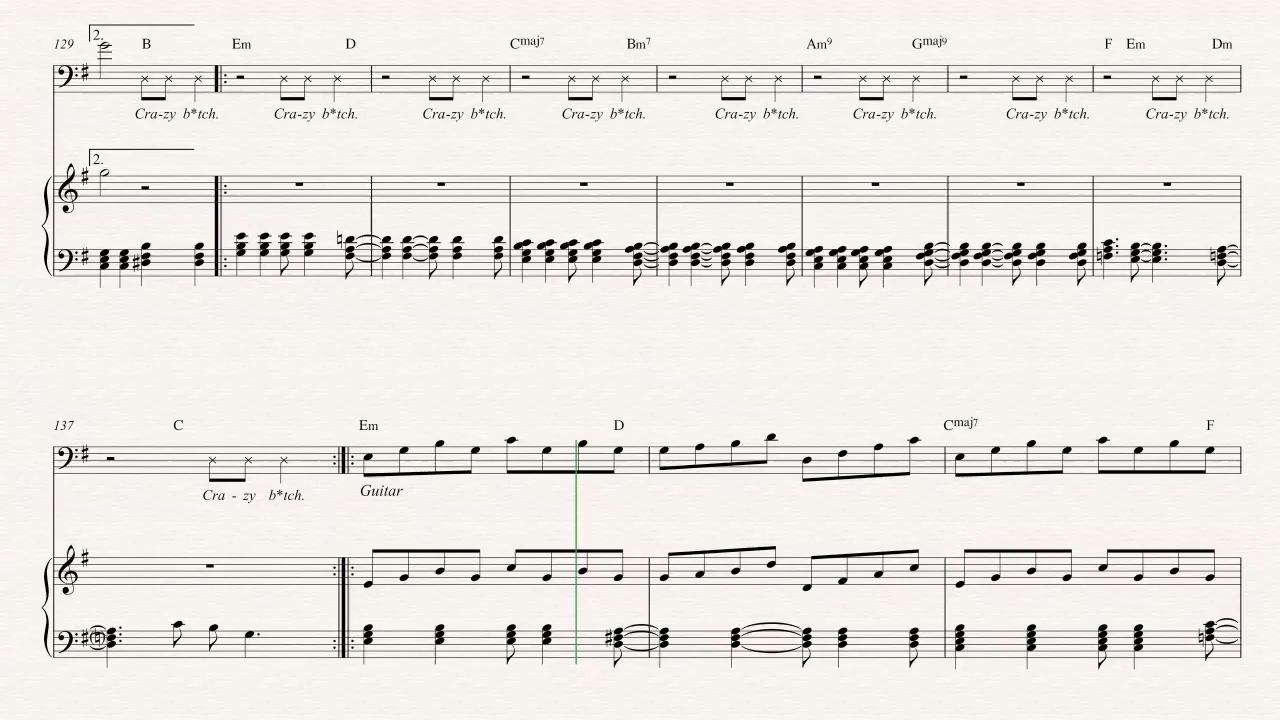 2.
129 B Em D Cmaj7 Bm7 Am9 Gmaj9 F Em Dm
Cra-zy b*tch. Cra-zy b*tch. Cra-zy b*tch. Cra-zy b*tch. Cra-zy b*tch. Cra-zy b*tch. Cra-zy b*tch. Cra-zy b*tch.
2.
137 C Em D Cmaj7 F
Cra - zy b*tch. Guitar